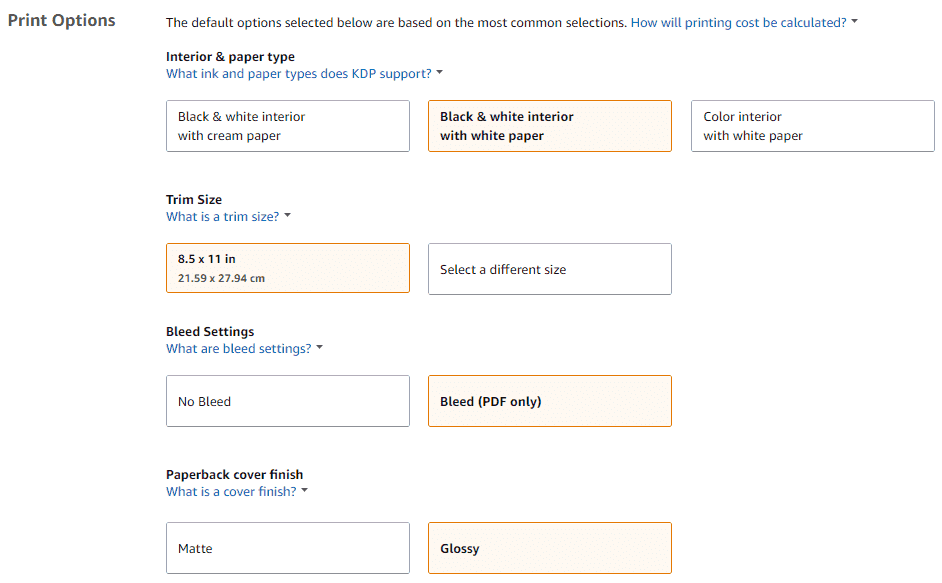 Print Options
The default options selected below are based on the most common selections. How will printing cost be calculated?
Interior & paper type
What ink and paper types does KDP support?
Black & white interior
with cream paper
Black & white interior
with white paper
Color interior
with white paper
Trim Size
What is a trim size?
8.5 x 11 in
21.59 x 27.94 cm
Select a different size
Bleed Settings
What are bleed settings?
No Bleed
Bleed (PDF only)
Paperback cover finish
What is a cover finish?
Matte
Glossy